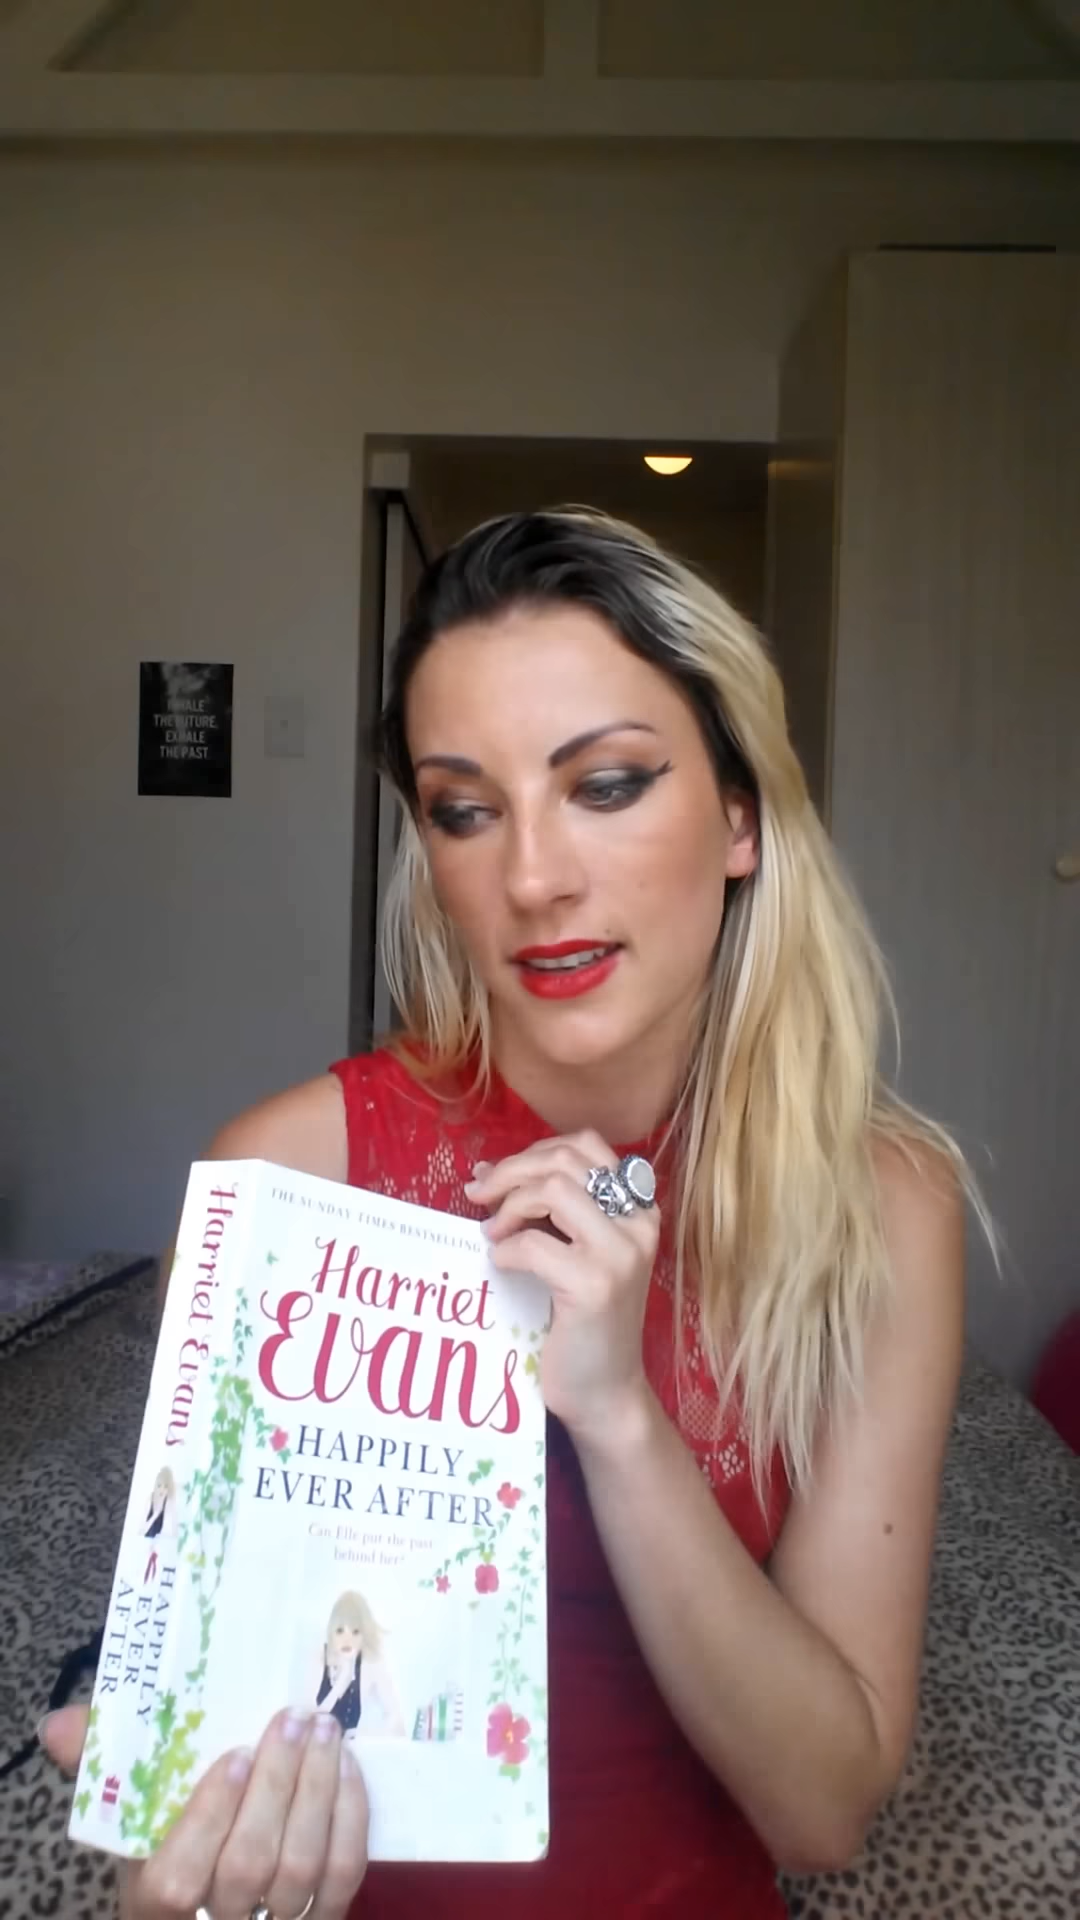 INHALE
THE FUTURE,
EXHALE
THE PAST
THE SUNDAY TIMES BESTSELLING
Harriet
Evans
HAPPILY
EVER AFTER
Can Elle put the past
behind her?
Harriet Evans
HAPPILY
EVER
AFTER